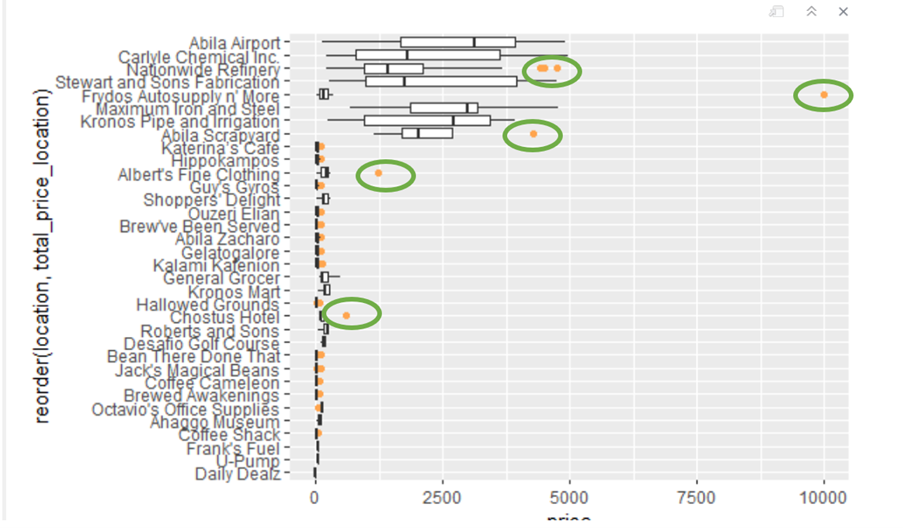 reorder(location, total_price_location)
Abila Airport
Carlyle Chemical Inc.
Nationwide Refinery
Stewart and Sons Fabrication
Frydos Autosupply n' More
Maximum Iron and Steel
Kronos Pipe and Irrigation
Abila Scrapyard
Katerina's Cafe
Hippokampos
Albert's Fine Clothing
Guy's Gyros
Shoppers' Delight
Ouzeri Elian
Brew've Been Served
Abila Zacharo
Gelatogalore
Kalami Kafenion
General Grocer
Kronos Mart
Hallowed Grounds
Chostus Hotel
Roberts and Sons
Desafio Golf Course
Bean There Done That
Jack's Magical Beans
Coffee Cameleon
Brewed Awakenings
Octavio's Office Supplies
Ahaggo Museum
Coffee Shack
Frank's Fuel
U-Pump
Daily Dealz
0 2500 5000 7500 10000
price